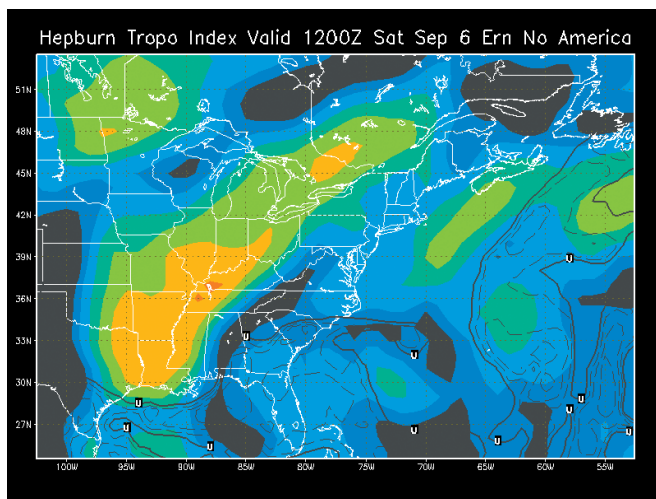 Hepburn Tropo Index Valid 1200Z Sat Sep 6 Ern No America
51N
48N
45N
42N
39N
U
36N
U
33N
U
30N
U
U
U
27N
U
U
U
U
U
100W 95W 90W 85W 80W 75W 70W 65W 60W 55W